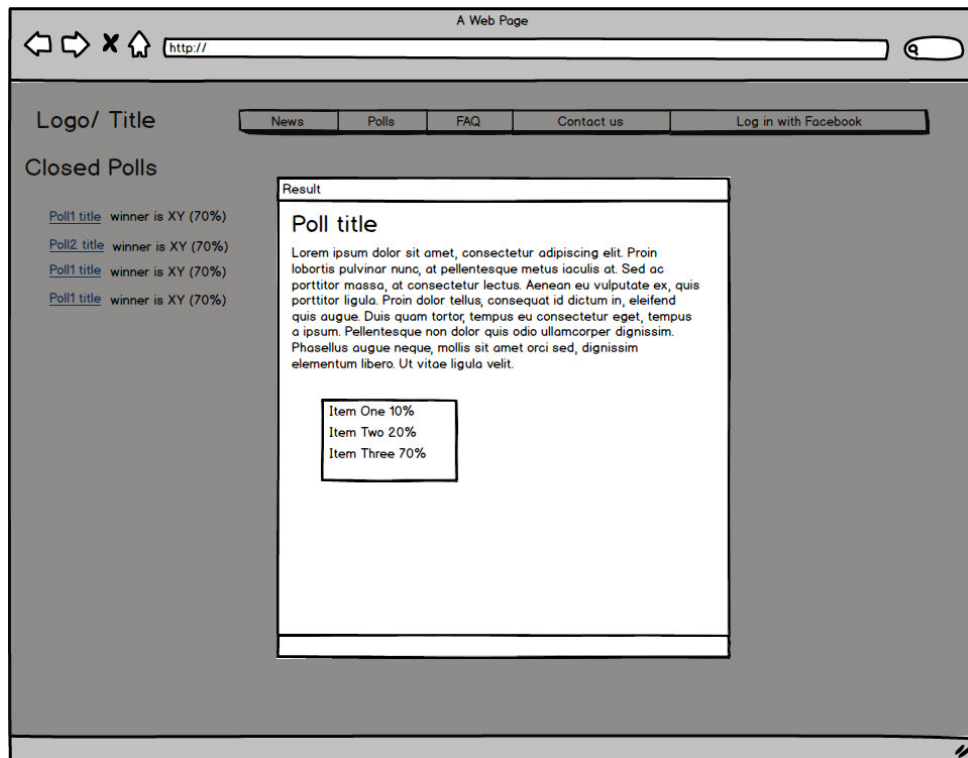 A Web Page
http://
Logo/ Title
News Polls FAQ Contact us Log in with Facebook
Closed Polls
Poll1 title winner is XY (70%)
Poll2 title winner is XY (70%)
Poll1 title winner is XY (70%)
Poll1 title winner is XY (70%)
Result
Poll title
Lorem ipsum dolor sit amet, consectetur adipiscing elit. Proin
lobortis pulvinar nunc, at pellentesque metus iaculis at. Sed ac
porttitor massa, at consectetur lectus. Aenean eu vulputate ex, quis
porttitor ligula. Proin dolor tellus, consequat id dictum in, eleifend
quis augue. Duis quam tortor, tempus eu consectetur eget, tempus
a ipsum. Pellentesque non dolor quis odio ullamcorper dignissim.
Phasellus augue neque, mollis sit amet orci sed, dignissim
elementum libero. Ut vitae ligula velit.
Item One 10%
Item Two 20%
Item Three 70%